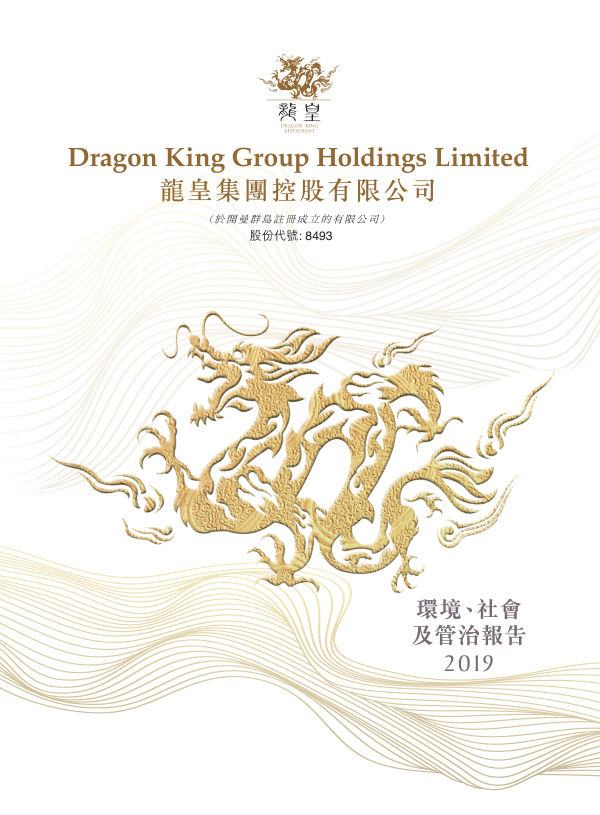 龍皇
DRAGON KING
RESTAURANT
Dragon King Group Holdings Limited
龍皇集團控股有限公司
（於開曼群島註冊成立的有限公司）
股份代號: 8493
環境、社會
及管治報告
2019